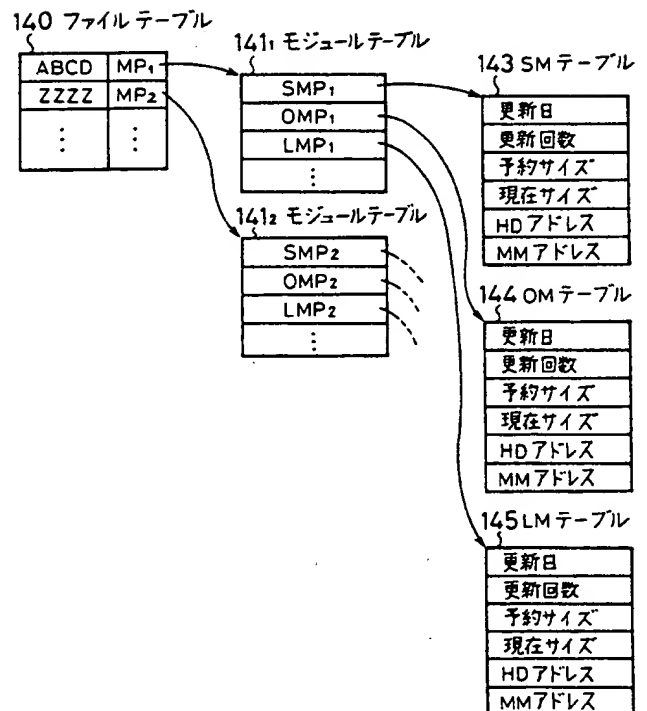 140 ファイルテーブル
ABCD MP₁
ZZZZ MP₂
⋮ ⋮
141₁ モジュールテーブル
SMP₁
OMP₁
LMP₁
⋮
141₂ モジュールテーブル
SMP₂
OMP₂
LMP₂
⋮
143 SMテーブル
更新日
更新回数
予約サイズ
現在サイズ
HDアドレス
MMアドレス
144 OMテーブル
更新日
更新回数
予約サイズ
現在サイズ
HDアドレス
MMアドレス
145 LMテーブル
更新日
更新回数
予約サイズ
現在サイズ
HDアドレス
MMアドレス